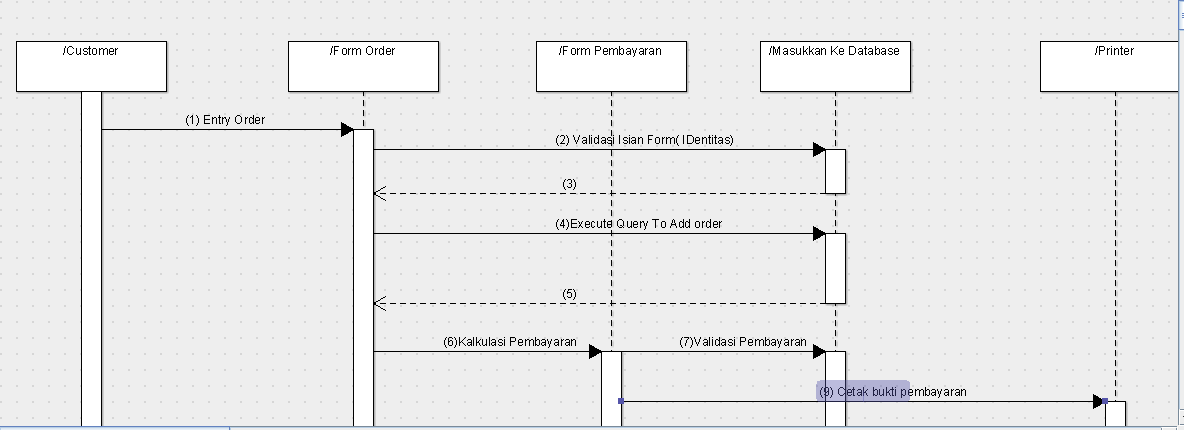 /Customer
/Form Order
/Form Pembayaran
/Masukkan Ke Database
/Printer
(1) Entry Order
(2) Validasi Isian Form( IDentitas)
(3)
(4)Execute Query To Add order
(5)
(6)Kalkulasi Pembayaran
(7)Validasi Pembayaran
(9) Cetak bukti pembayaran